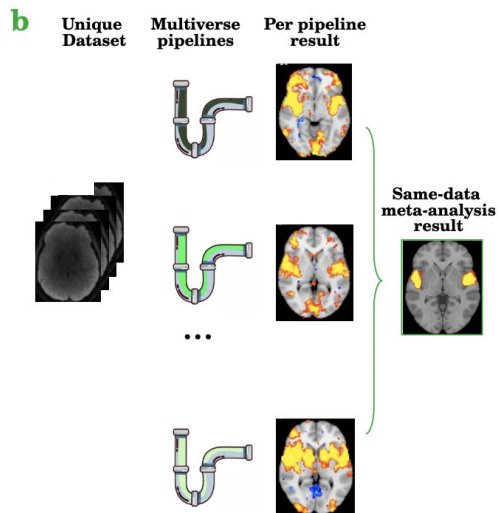 b
Unique
Dataset
Multiverse
pipelines
Per pipeline
result
Same-data
meta-analysis
result
...